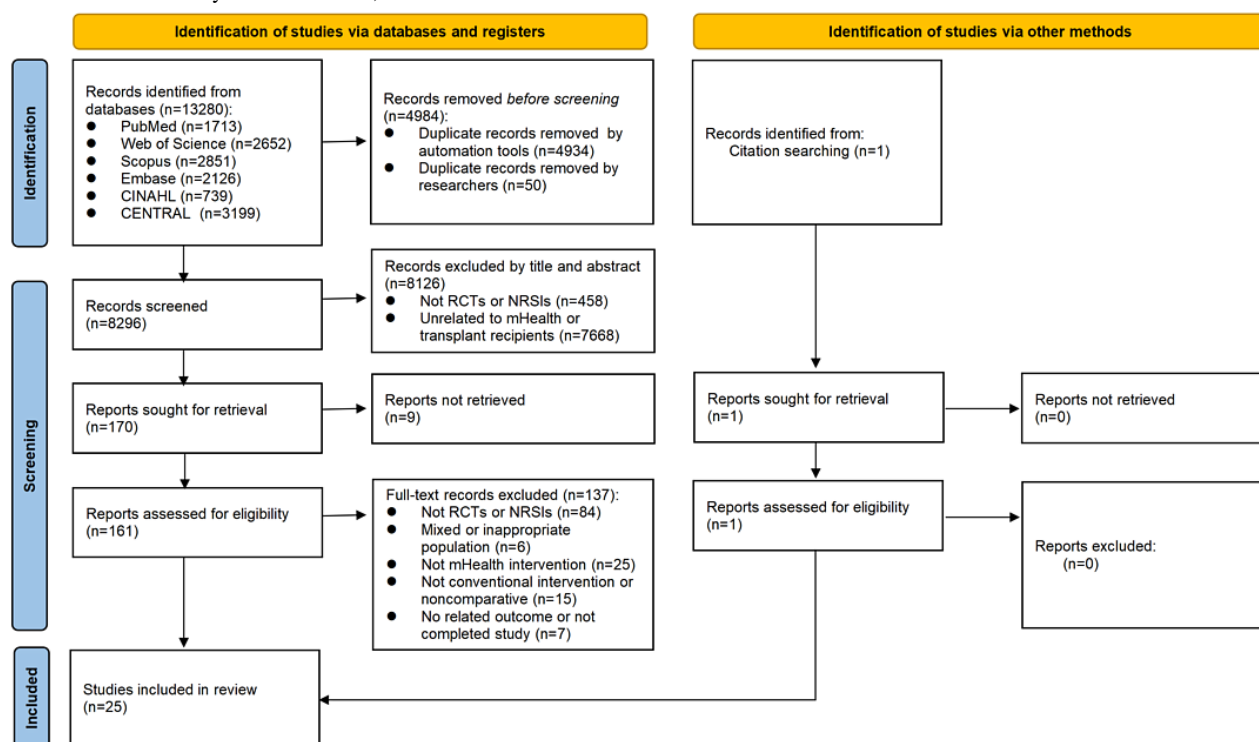 Identification of studies via databases and registers
Identification of studies via other methods
Identification
Records identified from
databases (n=13280):
● PubMed (n=1713)
● Web of Science (n=2652)
● Scopus (n=2851)
● Embase (n=2126)
● CINAHL (n=739)
● CENTRAL (n=3199)
Records removed before screening
(n=4984):
● Duplicate records removed by
automation tools (n=4934)
● Duplicate records removed by
researchers (n=50)
Records identified from:
Citation searching (n=1)
Screening
Records screened
(n=8296)
Records excluded by title and abstract
(n=8126)
● Not RCTs or NRSIs (n=458)
● Unrelated to mHealth or
transplant recipients (n=7668)
Reports sought for retrieval
(n=170)
Reports not retrieved
(n=9)
Reports sought for retrieval
(n=1)
Reports not retrieved
(n=0)
Reports assessed for eligibility
(n=161)
Full-text records excluded (n=137):
● Not RCTs or NRSIs (n=84)
● Mixed or inappropriate
population (n=6)
● Not mHealth intervention (n=25)
● Not conventional intervention or
noncomparative (n=15)
● No related outcome or not
completed study (n=7)
Reports assessed for eligibility
(n=1)
Reports excluded:
(n=0)
Included
Studies included in review
(n=25)